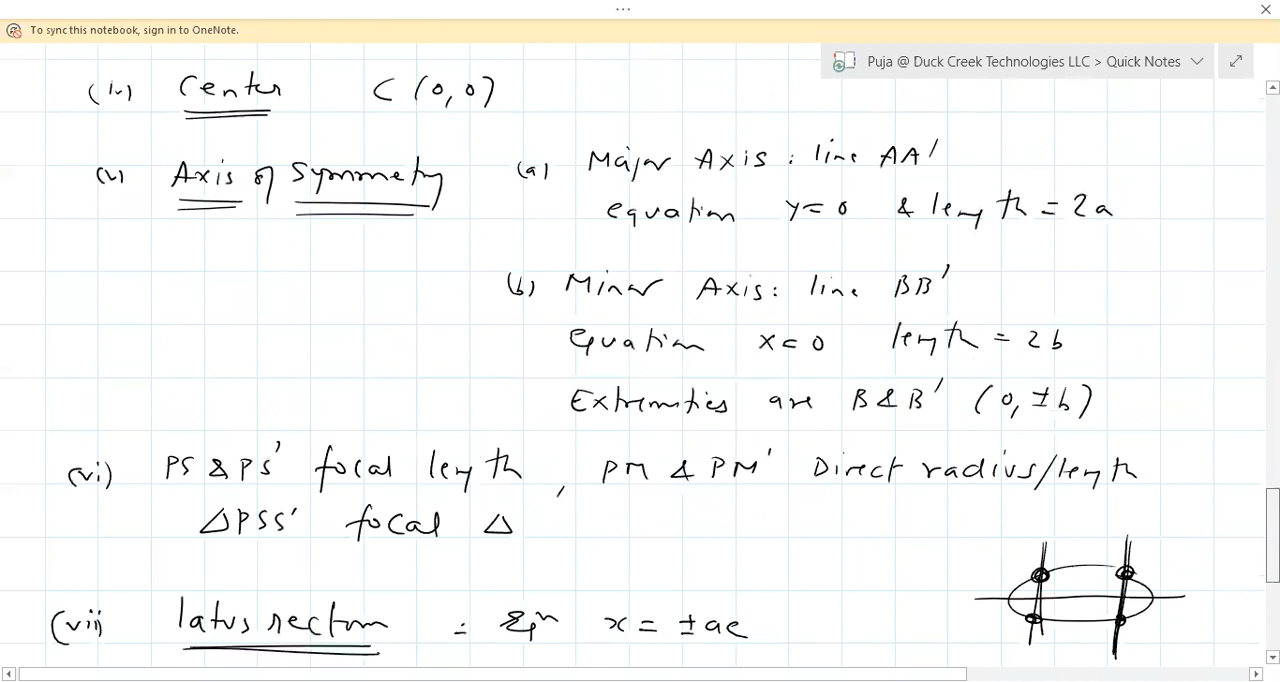 To sync this notebook, sign in to OneNote.
Puja @ Duck Creek Technologies LLC > Quick Notes
(iv) Center C (0,0)
(v) Axis of Symmetry (a) Major Axis : line AA'
equation y=0 & length = 2a
(b) Minor Axis : line BB'
equation x=0 length = 2b
Extremities are B & B' (0, ±b)
(vi) PS & PS' focal length , PM & PM' Direct radius/length
△PSS' focal △
(vii) latus rectum = Eqn x = ±ae